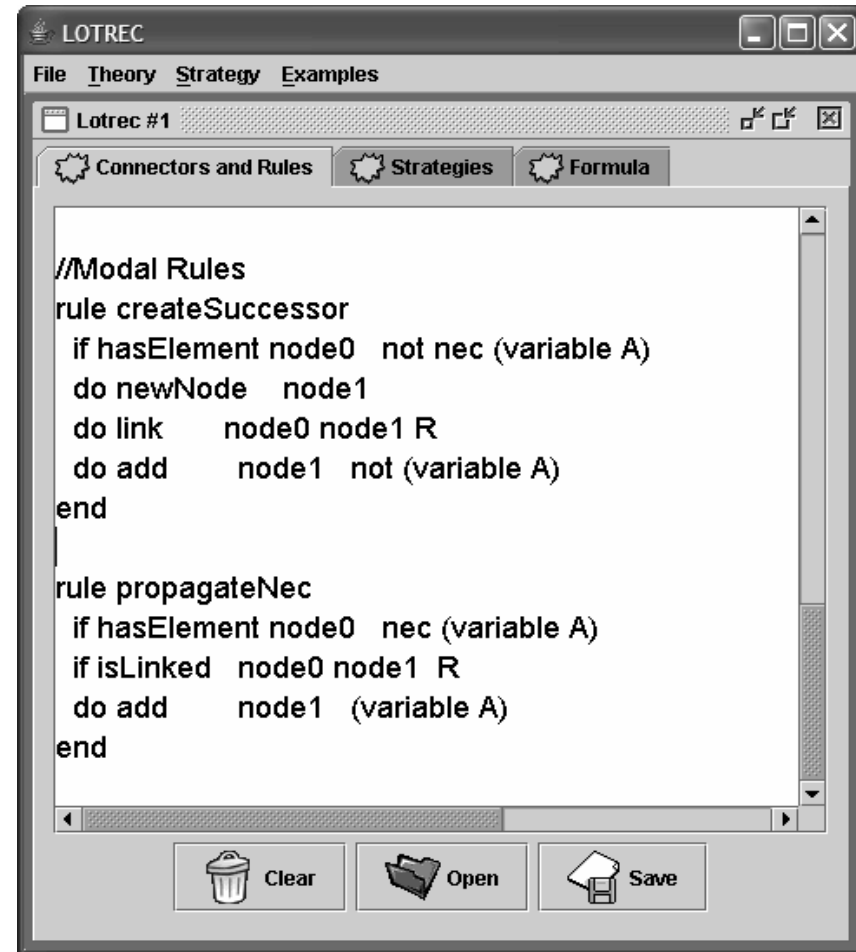 LOTREC
File Theory Strategy Examples
Lotrec #1
Connectors and Rules Strategies Formula
//Modal Rules
rule createSuccessor
if hasElement node0 not nec (variable A)
do newNode node1
do link node0 node1 R
do add node1 not (variable A)
end
rule propagateNec
if hasElement node0 nec (variable A)
if isLinked node0 node1 R
do add node1 (variable A)
end
Clear Open Save